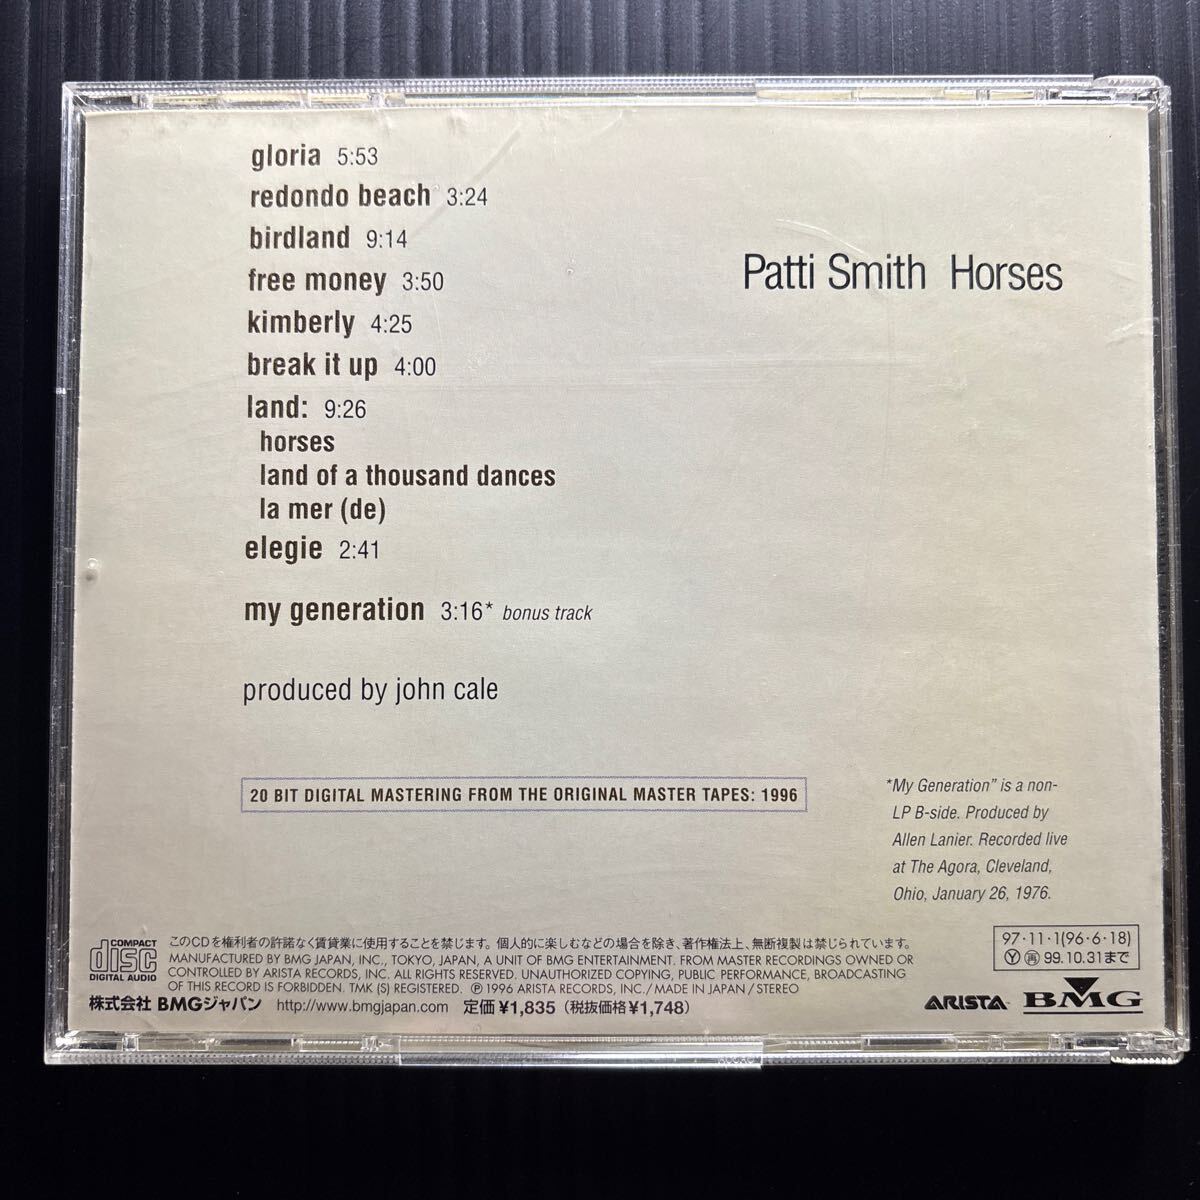 gloria 5:53
redondo beach 3:24
birdland 9:14
free money 3:50
kimberly 4:25
break it up 4:00
land: 9:26
horses
land of a thousand dances
la mer (de)
elegie 2:41
my generation 3:16* bonus track
produced by john cale
Patti Smith Horses
20 BIT DIGITAL MASTERING FROM THE ORIGINAL MASTER TAPES: 1996
*My Generation" is a non-
LP B-side. Produced by
Allen Lanier. Recorded live
at The Agora, Cleveland,
Ohio, January 26, 1976.
COMPACT
disc
DIGITAL AUDIO
このCDを権利者の許諾なく賃貸業に使用することを禁じます。個人的に楽しむなどの場合を除き、著作権法上、無断複製は禁じられています。
MANUFACTURED BY BMG JAPAN, INC., TOKYO, JAPAN, A UNIT OF BMG ENTERTAINMENT. FROM MASTER RECORDINGS OWNED OR
CONTROLLED BY ARISTA RECORDS, INC. ALL RIGHTS RESERVED. UNAUTHORIZED COPYING, PUBLIC PERFORMANCE, BROADCASTING
OF THIS RECORD IS FORBIDDEN. TMK (S) REGISTERED. ℗ 1996 ARISTA RECORDS, INC./MADE IN JAPAN/STEREO
株式会社 BMGジャパン http://www.bmgjapan.com 定価 ¥1,835 (税抜価格¥1,748)
97・11・1(96・6・18)
Ⓨ㊢99.10.31まで
ARISTA™ BMG